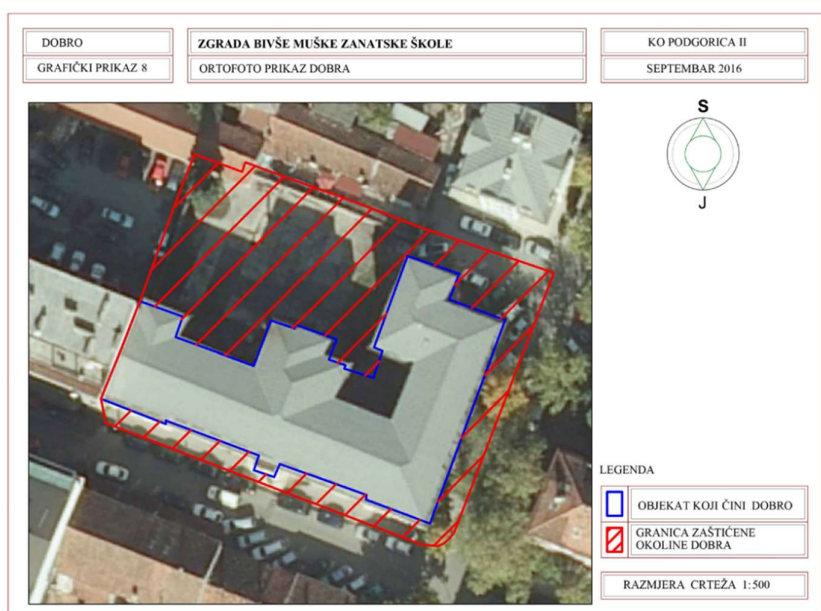 DOBRO
ZGRADA BIVŠE MUŠKE ZANATSKE ŠKOLE
KO PODGORICA II
GRAFIČKI PRIKAZ 8
ORTOFOTO PRIKAZ DOBRA
SEPTEMBAR 2016
S
J
LEGENDA
OBJEKAT KOJI ČINI DOBRO
GRANICA ZAŠTIĆENE
OKOLINE DOBRA
RAZMJERA CRTEŽA 1:500